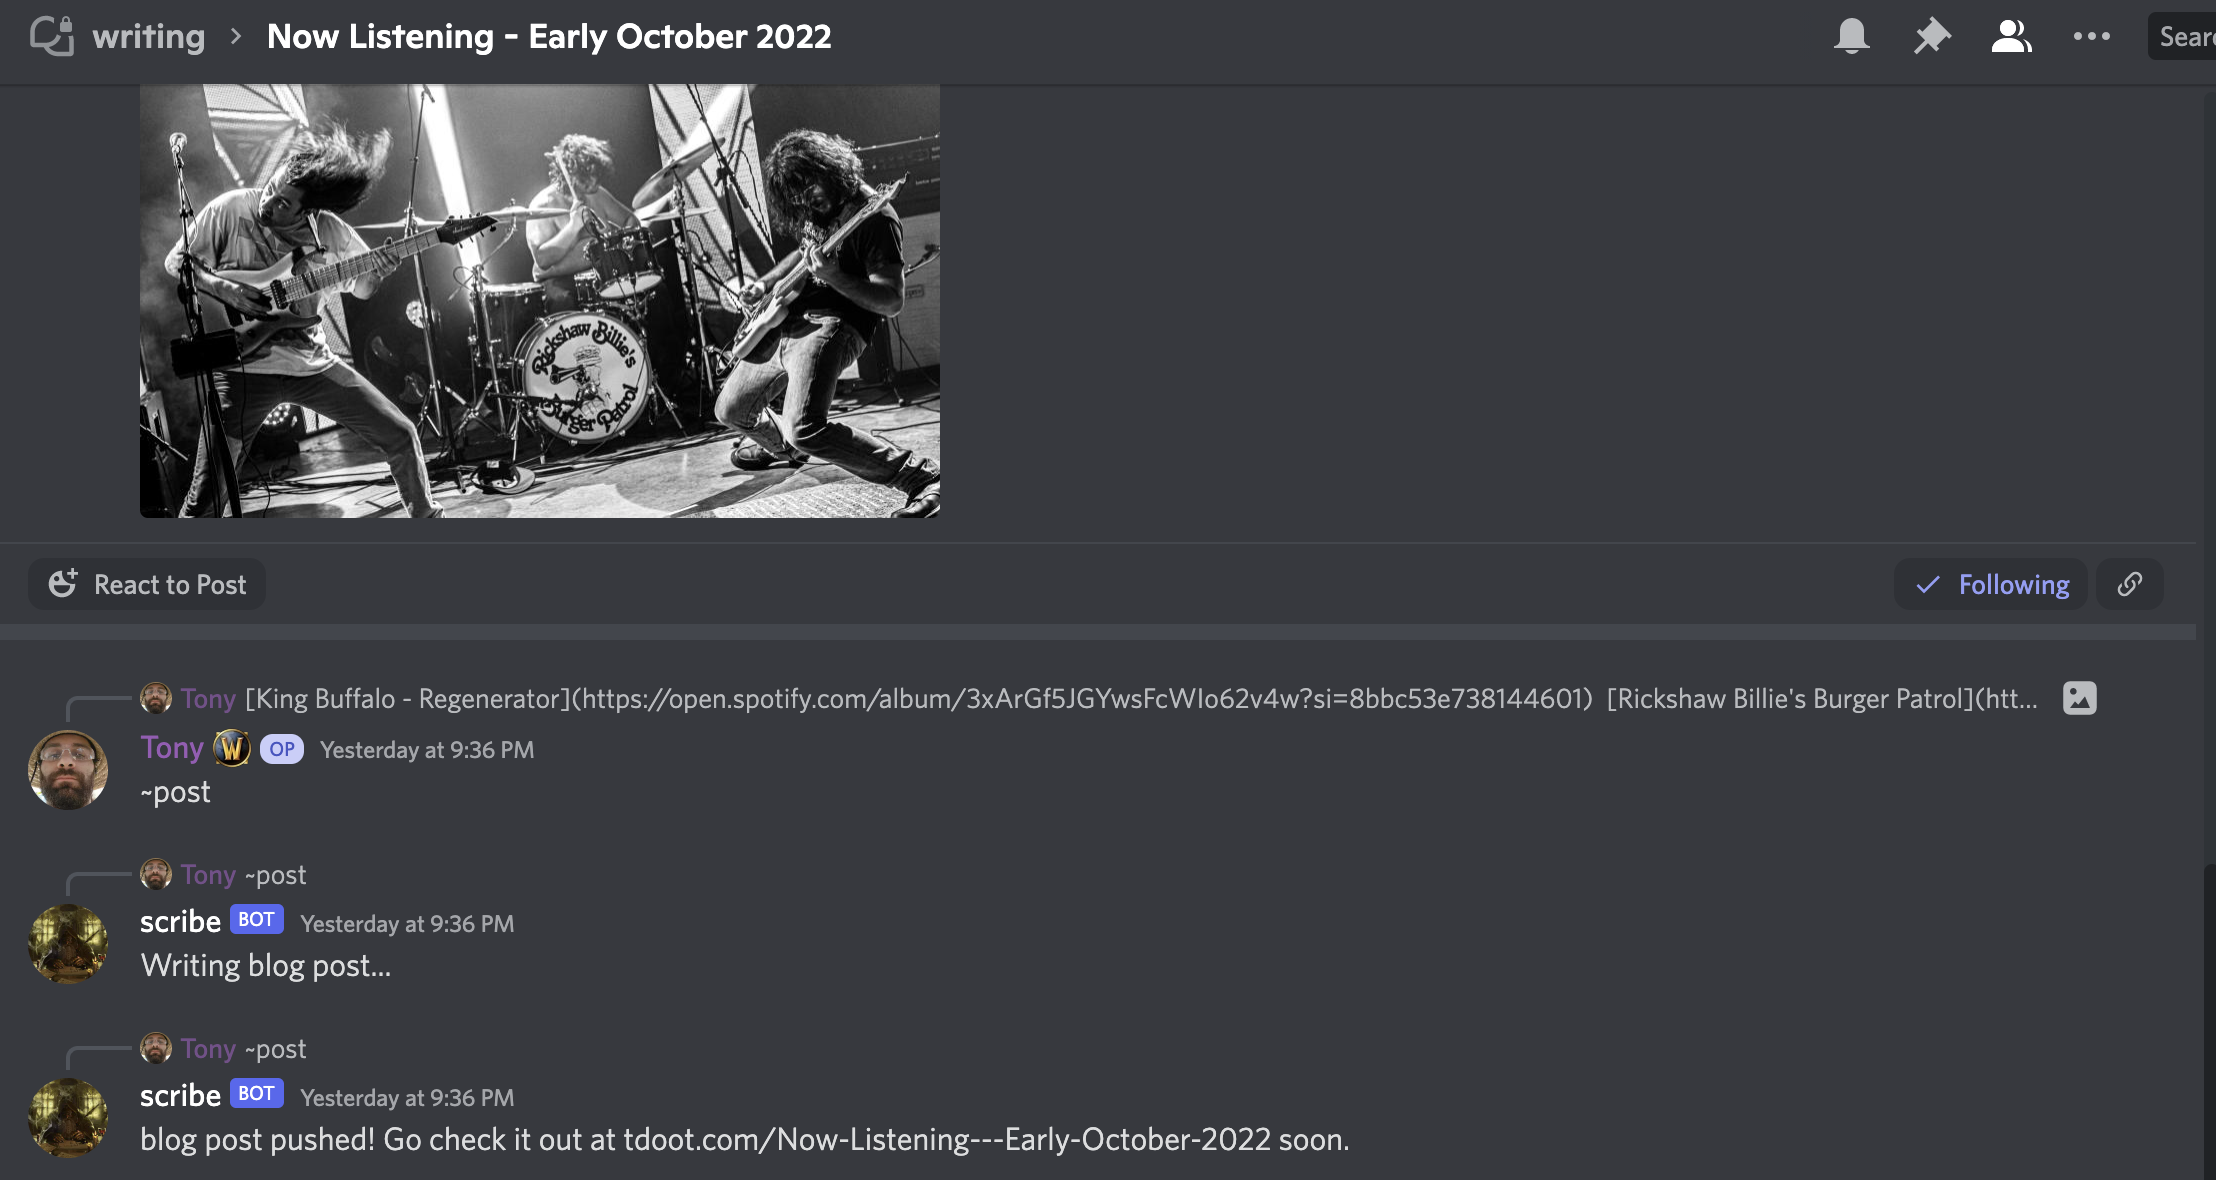 writing > Now Listening - Early October 2022
Sear
Rickshaw Billie's
Burger Patrol
React to Post
Following
Tony [King Buffalo - Regenerator](https://open.spotify.com/album/3xArGf5JGYwsFcWIo62v4w?si=8bbc53e738144601) [Rickshaw Billie's Burger Patrol](htt...
Tony W OP Yesterday at 9:36 PM
~post
Tony ~post
scribe BOT Yesterday at 9:36 PM
Writing blog post...
Tony ~post
scribe BOT Yesterday at 9:36 PM
blog post pushed! Go check it out at tdoot.com/Now-Listening---Early-October-2022 soon.